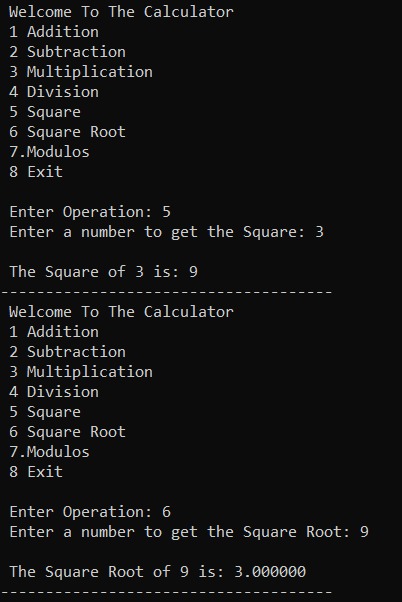 Welcome To The Calculator
1 Addition
2 Subtraction
3 Multiplication
4 Division
5 Square
6 Square Root
7.Modulos
8 Exit
Enter Operation: 5
Enter a number to get the Square: 3
The Square of 3 is: 9
-------------------------------------
Welcome To The Calculator
1 Addition
2 Subtraction
3 Multiplication
4 Division
5 Square
6 Square Root
7.Modulos
8 Exit
Enter Operation: 6
Enter a number to get the Square Root: 9
The Square Root of 9 is: 3.000000
-------------------------------------